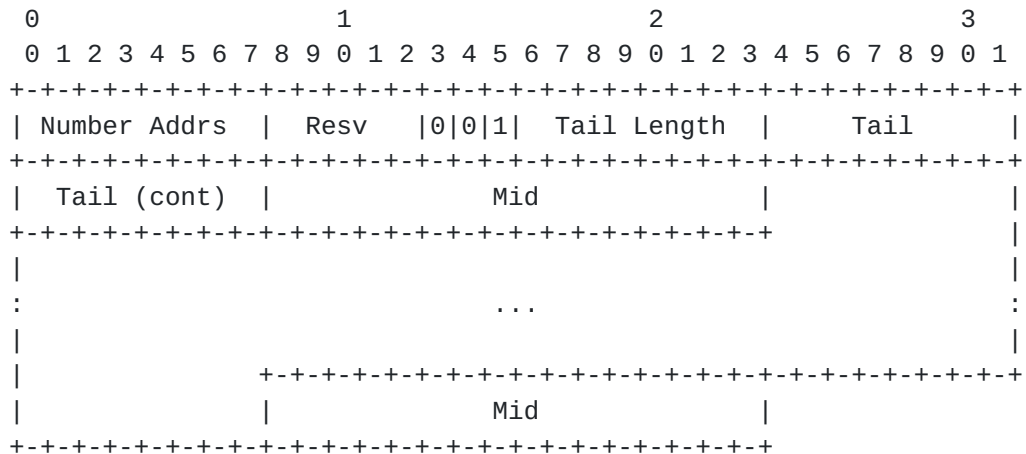 0                   1                   2                   3
 0 1 2 3 4 5 6 7 8 9 0 1 2 3 4 5 6 7 8 9 0 1 2 3 4 5 6 7 8 9 0 1
+-+-+-+-+-+-+-+-+-+-+-+-+-+-+-+-+-+-+-+-+-+-+-+-+-+-+-+-+-+-+-+-+
| Number Addrs  |  Resv   |0|0|1|  Tail Length  |     Tail      |
+-+-+-+-+-+-+-+-+-+-+-+-+-+-+-+-+-+-+-+-+-+-+-+-+-+-+-+-+-+-+-+-+
|  Tail (cont)  |              Mid              |               |
+-+-+-+-+-+-+-+-+-+-+-+-+-+-+-+-+-+-+-+-+-+-+-+-+               |
|                                                               |
:                              ...                              :
|                                                               |
|               +-+-+-+-+-+-+-+-+-+-+-+-+-+-+-+-+-+-+-+-+-+-+-+-+
|               |              Mid              |
+-+-+-+-+-+-+-+-+-+-+-+-+-+-+-+-+-+-+-+-+-+-+-+-+